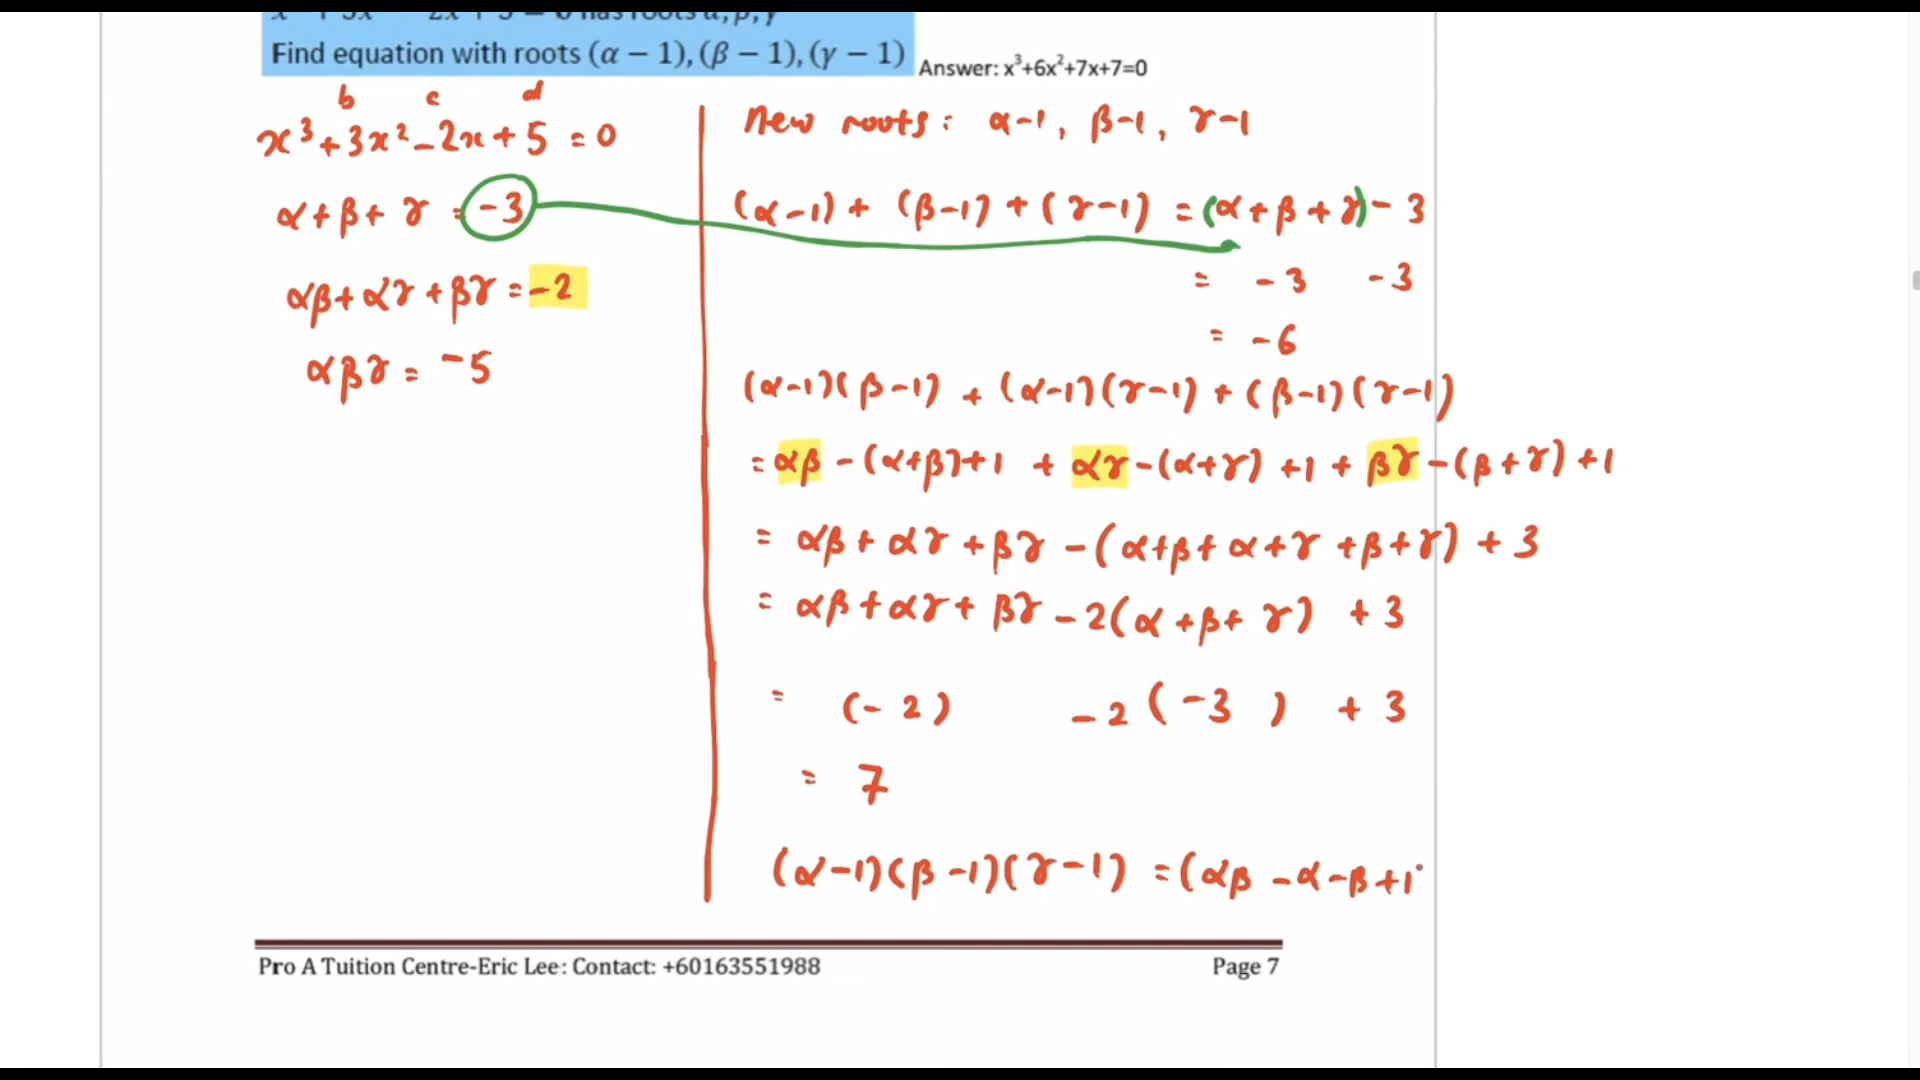 Find equation with roots (α − 1), (β − 1), (γ − 1)
Answer: x³+6x²+7x+7=0
b c d
x³ + 3x² − 2x + 5 = 0
α + β + γ = −3
αβ + αγ + βγ = −2
αβγ = −5
New roots: α−1, β−1, γ−1
(α−1) + (β−1) + (γ−1) = (α + β + γ) − 3
= −3 −3
= −6
(α−1)(β−1) + (α−1)(γ−1) + (β−1)(γ−1)
= αβ − (α+β)+1 + αγ − (α+γ) +1 + βγ − (β+γ) +1
= αβ + αγ + βγ − (α+β+α+γ+β+γ) + 3
= αβ + αγ + βγ − 2(α+β+γ) + 3
= (−2) −2(−3) + 3
= 7
(α−1)(β−1)(γ−1) = (αβ − α − β + 1
Pro A Tuition Centre-Eric Lee: Contact: +60163551988
Page 7